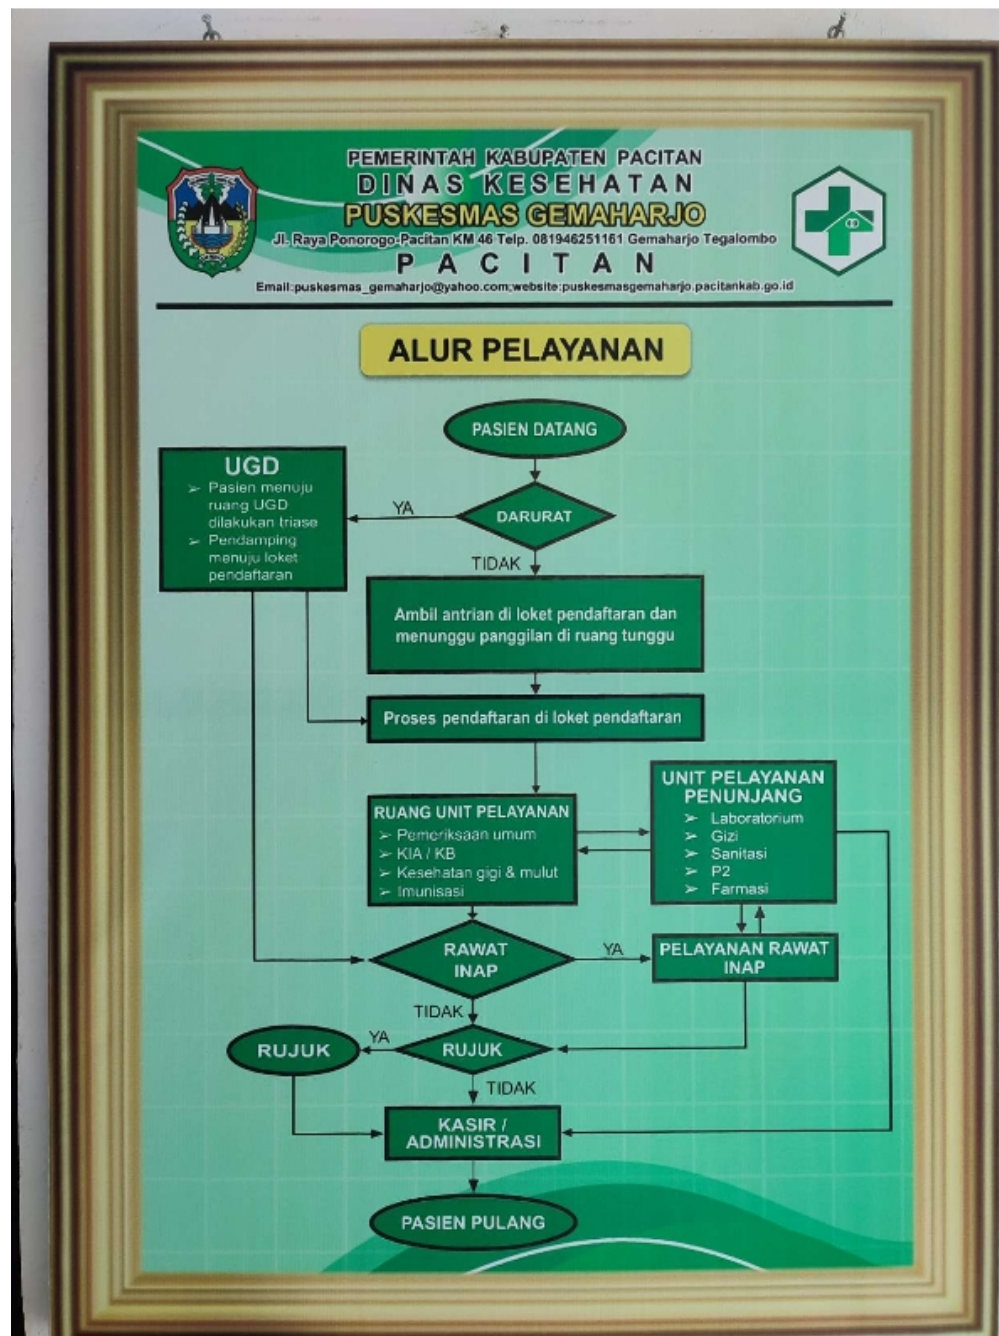 PEMERINTAH KABUPATEN PACITAN
DINAS KESEHATAN
PUSKESMAS GEMAHARJO
Jl. Raya Ponorogo-Pacitan KM 46 Telp. 081946251161 Gemaharjo Tegalombo
PACITAN
Email:puskesmas_gemaharjo@yahoo.com;website:puskesmasgemaharjo.pacitankab.go.id
ALUR PELAYANAN
PASIEN DATANG
DARURAT
YA
UGD
➢ Pasien menuju
ruang UGD
dilakukan triase
➢ Pendamping
menuju loket
pendaftaran
TIDAK
Ambil antrian di loket pendaftaran dan
menunggu panggilan di ruang tunggu
Proses pendaftaran di loket pendaftaran
RUANG UNIT PELAYANAN
➢ Pemeriksaan umum
➢ KIA / KB
➢ Kesehatan gigi & mulut
➢ Imunisasi
UNIT PELAYANAN
PENUNJANG
➢ Laboratorium
➢ Gizi
➢ Sanitasi
➢ P2
➢ Farmasi
RAWAT
INAP
YA
PELAYANAN RAWAT
INAP
TIDAK
RUJUK
YA
RUJUK
TIDAK
KASIR /
ADMINISTRASI
PASIEN PULANG